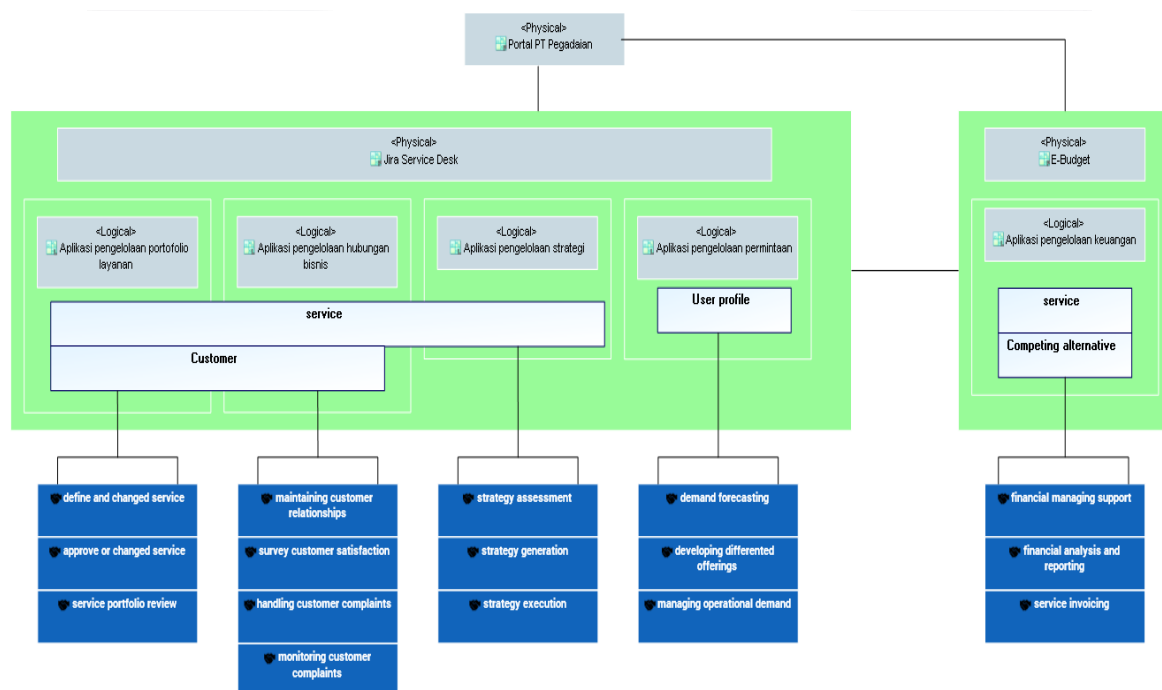 <Physical>
Portal PT Pegadaian
<Physical>
Jira Service Desk
<Physical>
E-Budget
<Logical>
Aplikasi pengelolaan portofolio
layanan
<Logical>
Aplikasi pengelolaan hubungan
bisnis
<Logical>
Aplikasi pengelolaan strategi
<Logical>
Aplikasi pengelolaan permintaan
<Logical>
Aplikasi pengelolaan keuangan
service
Customer
User profile
service
Competing alternative
define and changed service
approve or changed service
service portfolio review
maintaining customer
relationships
survey customer satisfaction
handling customer complaints
monitoring customer
complaints
strategy assessment
strategy generation
strategy execution
demand forecasting
developing differented
offerings
managing operational demand
financial managing support
financial analysis and
reporting
service invoicing